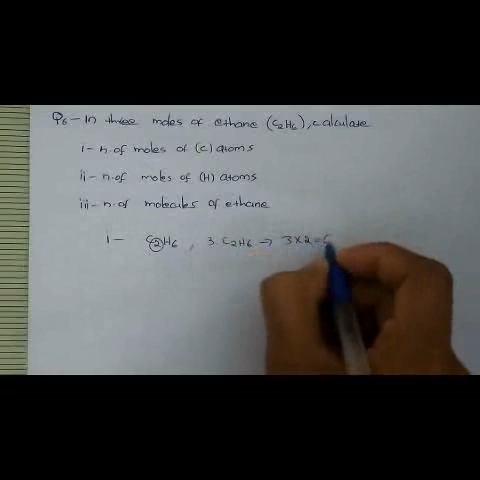 Q6-In three moles of ethane (C2H6), calculate
i- n.of moles of (C) atoms
ii- n.of moles of (H) atoms
iii- n.of molecules of ethane
i- C2H6, 3 C2H6 → 3×2=